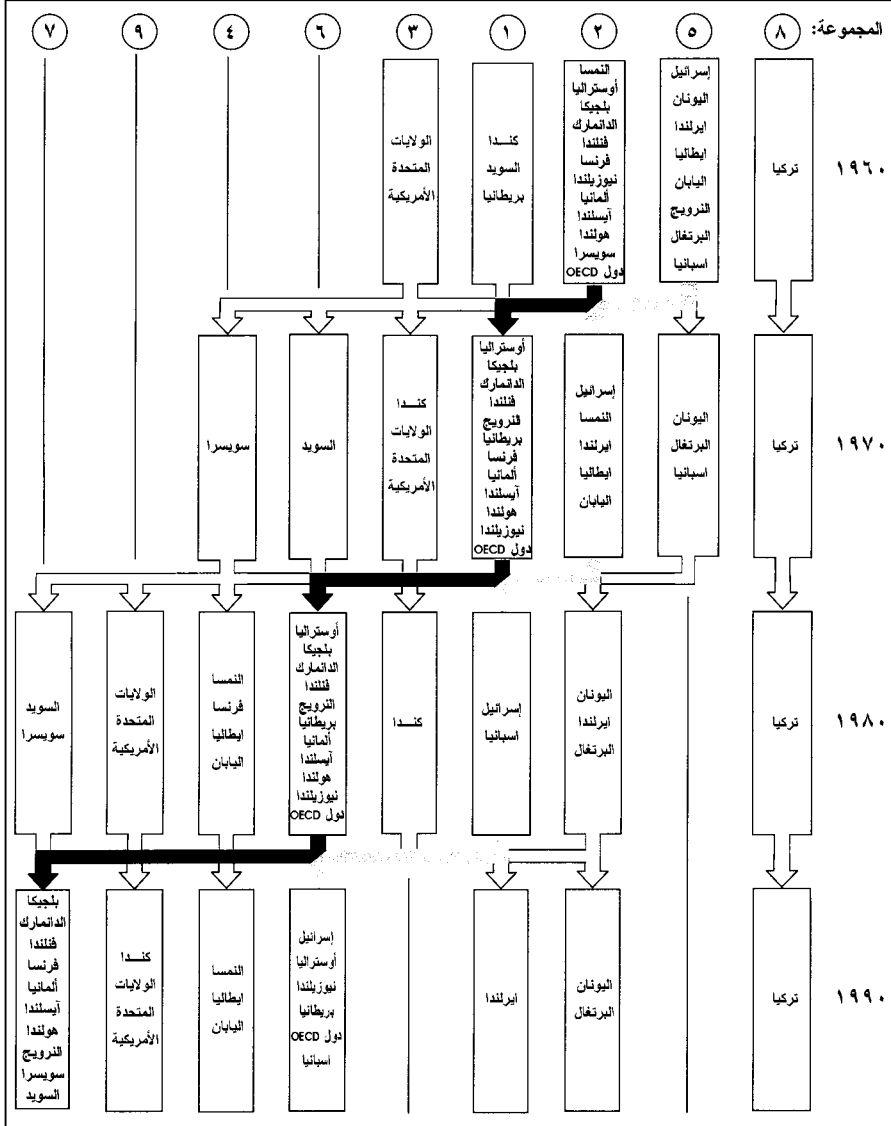 المجموعة: ٨ ٥ ٢ ١ ٣ ٦ ٤ ٩ ٧
١٩٦٠
تركيا
إسرائيل
اليونان
ايرلندا
ايطاليا
اليابان
النرويج
البرتغال
اسبانيا
النمسا
أوستراليا
بلجيكا
الدانمارك
فنلندا
فرنسا
نيوزيلندا
ألمانيا
آيسلندا
هولندا
سويسرا
دول OECD
كنــدا
السويد
بريطانيا
الولايات
المتحدة
الأمريكية
١٩٧٠
تركيا
اليونان
البرتغال
اسبانيا
إسرائيل
النمسا
ايرلندا
ايطاليا
اليابان
أوستراليا
بلجيكا
الدانمارك
فنلندا
النرويج
بريطانيا
فرنسا
ألمانيا
آيسلندا
هولندا
نيوزيلندا
دول OECD
كنــدا
الولايات
المتحدة
الأمريكية
السويد
سويسرا
١٩٨٠
تركيا
اليونان
ايرلندا
البرتغال
إسرائيل
اسبانيا
كنــدا
أوستراليا
بلجيكا
الدانمارك
فنلندا
النرويج
بريطانيا
ألمانيا
آيسلندا
هولندا
نيوزيلندا
دول OECD
النمسا
فرنسا
ايطاليا
اليابان
الولايات
المتحدة
الأمريكية
السويد
سويسرا
١٩٩٠
تركيا
اليونان
البرتغال
ايرلندا
إسرائيل
أوستراليا
نيوزيلندا
بريطانيا
دول OECD
اسبانيا
النمسا
ايطاليا
اليابان
كنــدا
الولايات
المتحدة
الأمريكية
بلجيكا
الدانمارك
فنلندا
فرنسا
ألمانيا
آيسلندا
هولندا
النرويج
سويسرا
السويد